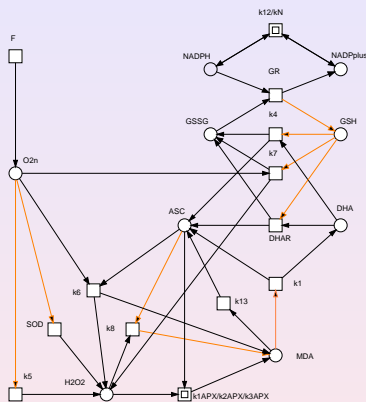 k12/kN
F
NADPH
NADPplus
GR
k4
GSSG
GSH
k7
O2n
DHA
ASC
DHAR
k1
k6
k13
SOD
k8
MDA
k5
H2O2
k1APX/k2APX/k3APX